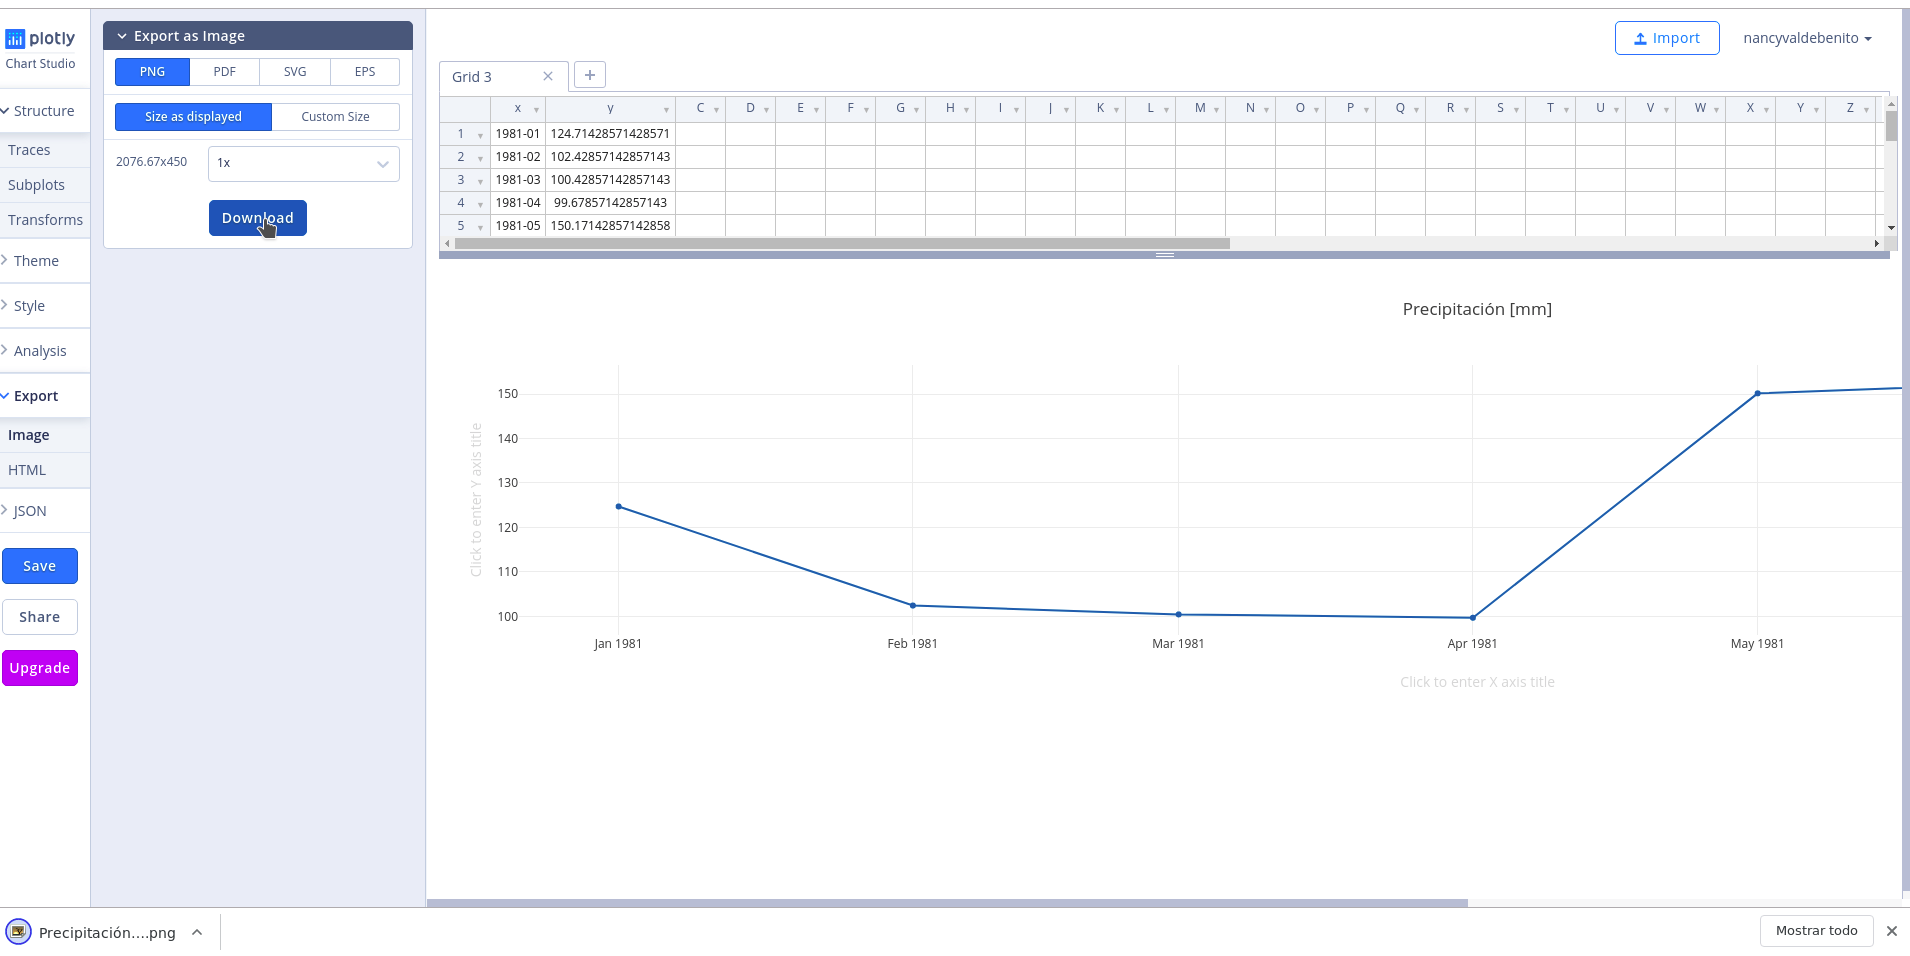 plotly
Chart Studio
Structure
Traces
Subplots
Transforms
Theme
Style
Analysis
Export
Image
HTML
JSON
Save
Share
Upgrade
Export as Image
PNG PDF SVG EPS
Size as displayed Custom Size
2076.67x450 1x
Download
Import nancyvaldebenito
Grid 3 × +
x y C D E F G H I J K L M N O P Q R S T U V W X Y Z
1 1981-01 124.71428571428571
2 1981-02 102.42857142857143
3 1981-03 100.42857142857143
4 1981-04 99.67857142857143
5 1981-05 150.17142857142858
Precipitación [mm]
Click to enter Y axis title
150
140
130
120
110
100
Jan 1981 Feb 1981 Mar 1981 Apr 1981 May 1981
Click to enter X axis title
Precipitación....png
Mostrar todo